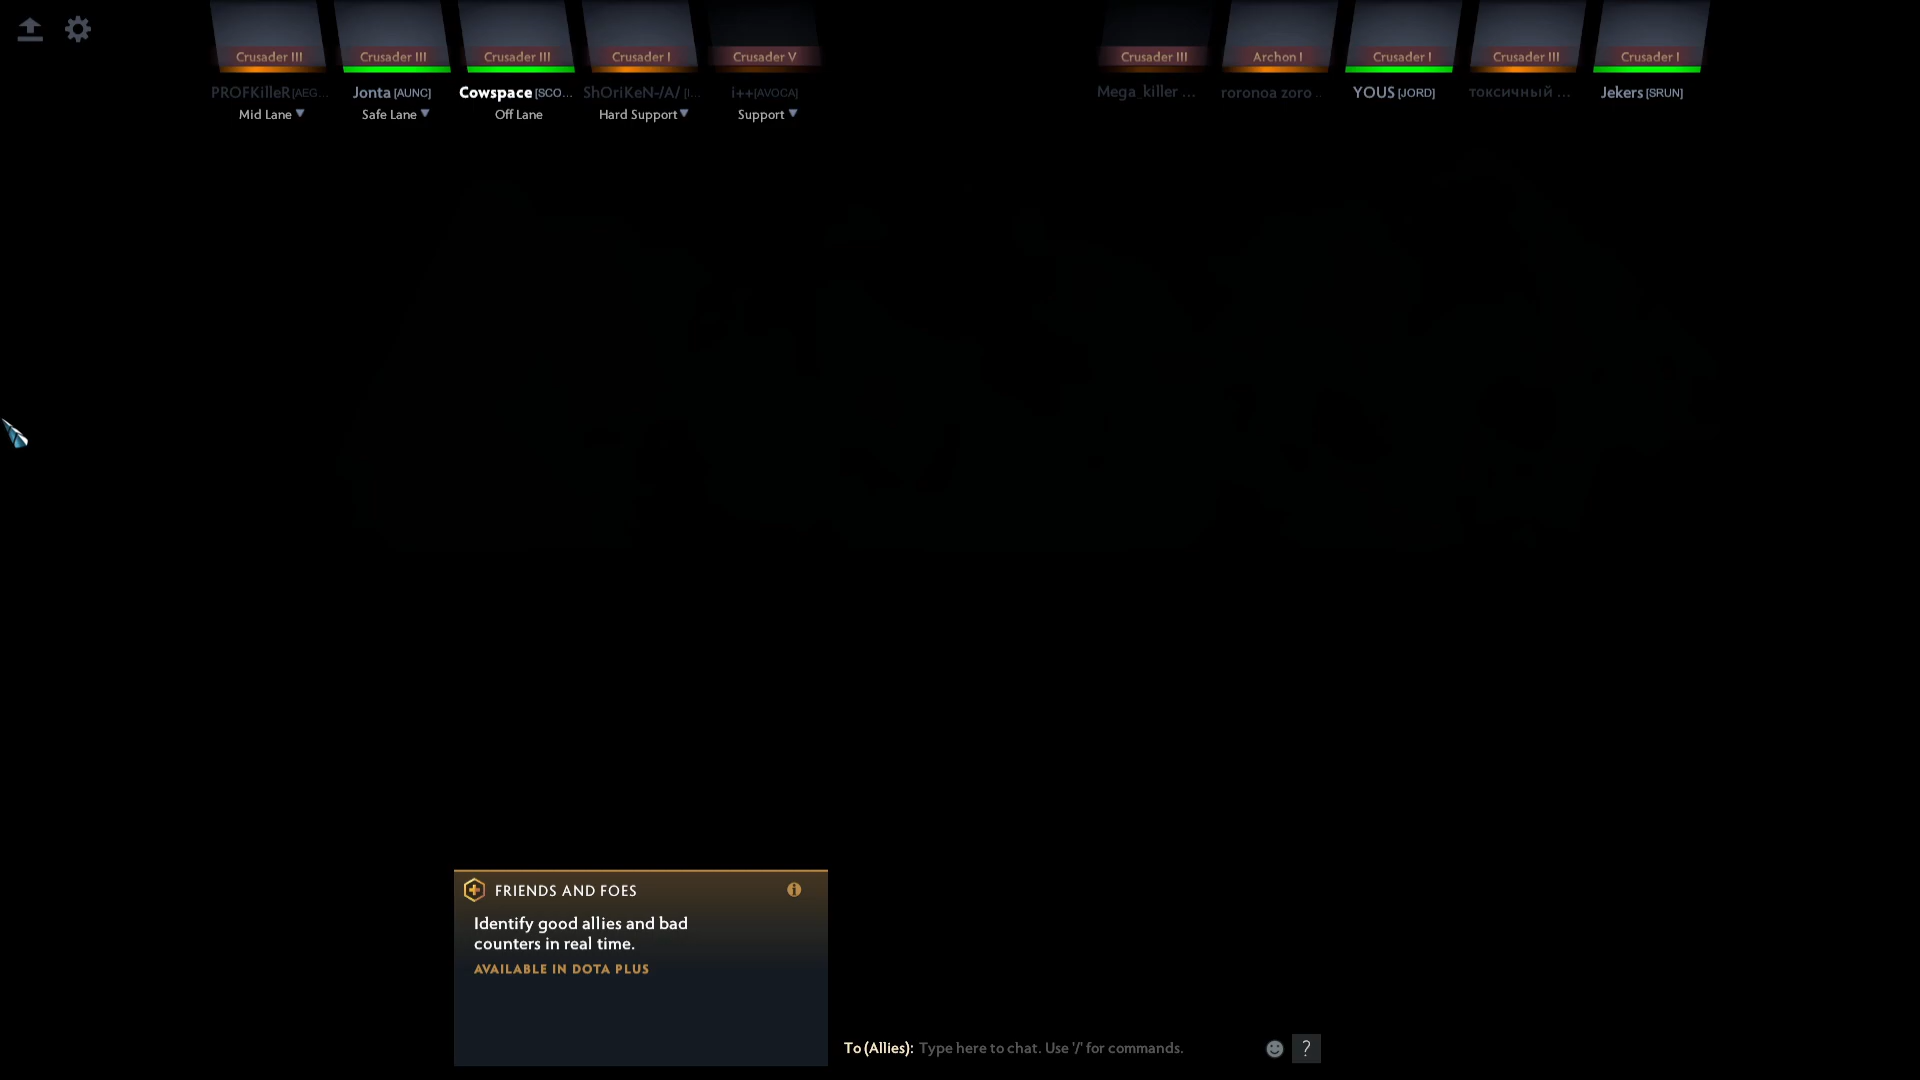 Crusader III
Crusader III
Crusader III
Crusader I
Crusader V
Crusader III
Archon I
Crusader I
Crusader III
Crusader I
PROFKilleR[AEG...
Jonta [AUNC]
Cowspace [SCO...
ShOriKeN-/A/ [I...
i++[AVOCA]
Mega_killer ...
roronoa zoro ..
YOUS [JORD]
токсичный ...
Jekers [SRUN]
Mid Lane
Safe Lane
Off Lane
Hard Support
Support
FRIENDS AND FOES
Identify good allies and bad
counters in real time.
AVAILABLE IN DOTA PLUS
To (Allies): Type here to chat. Use '/' for commands.
?